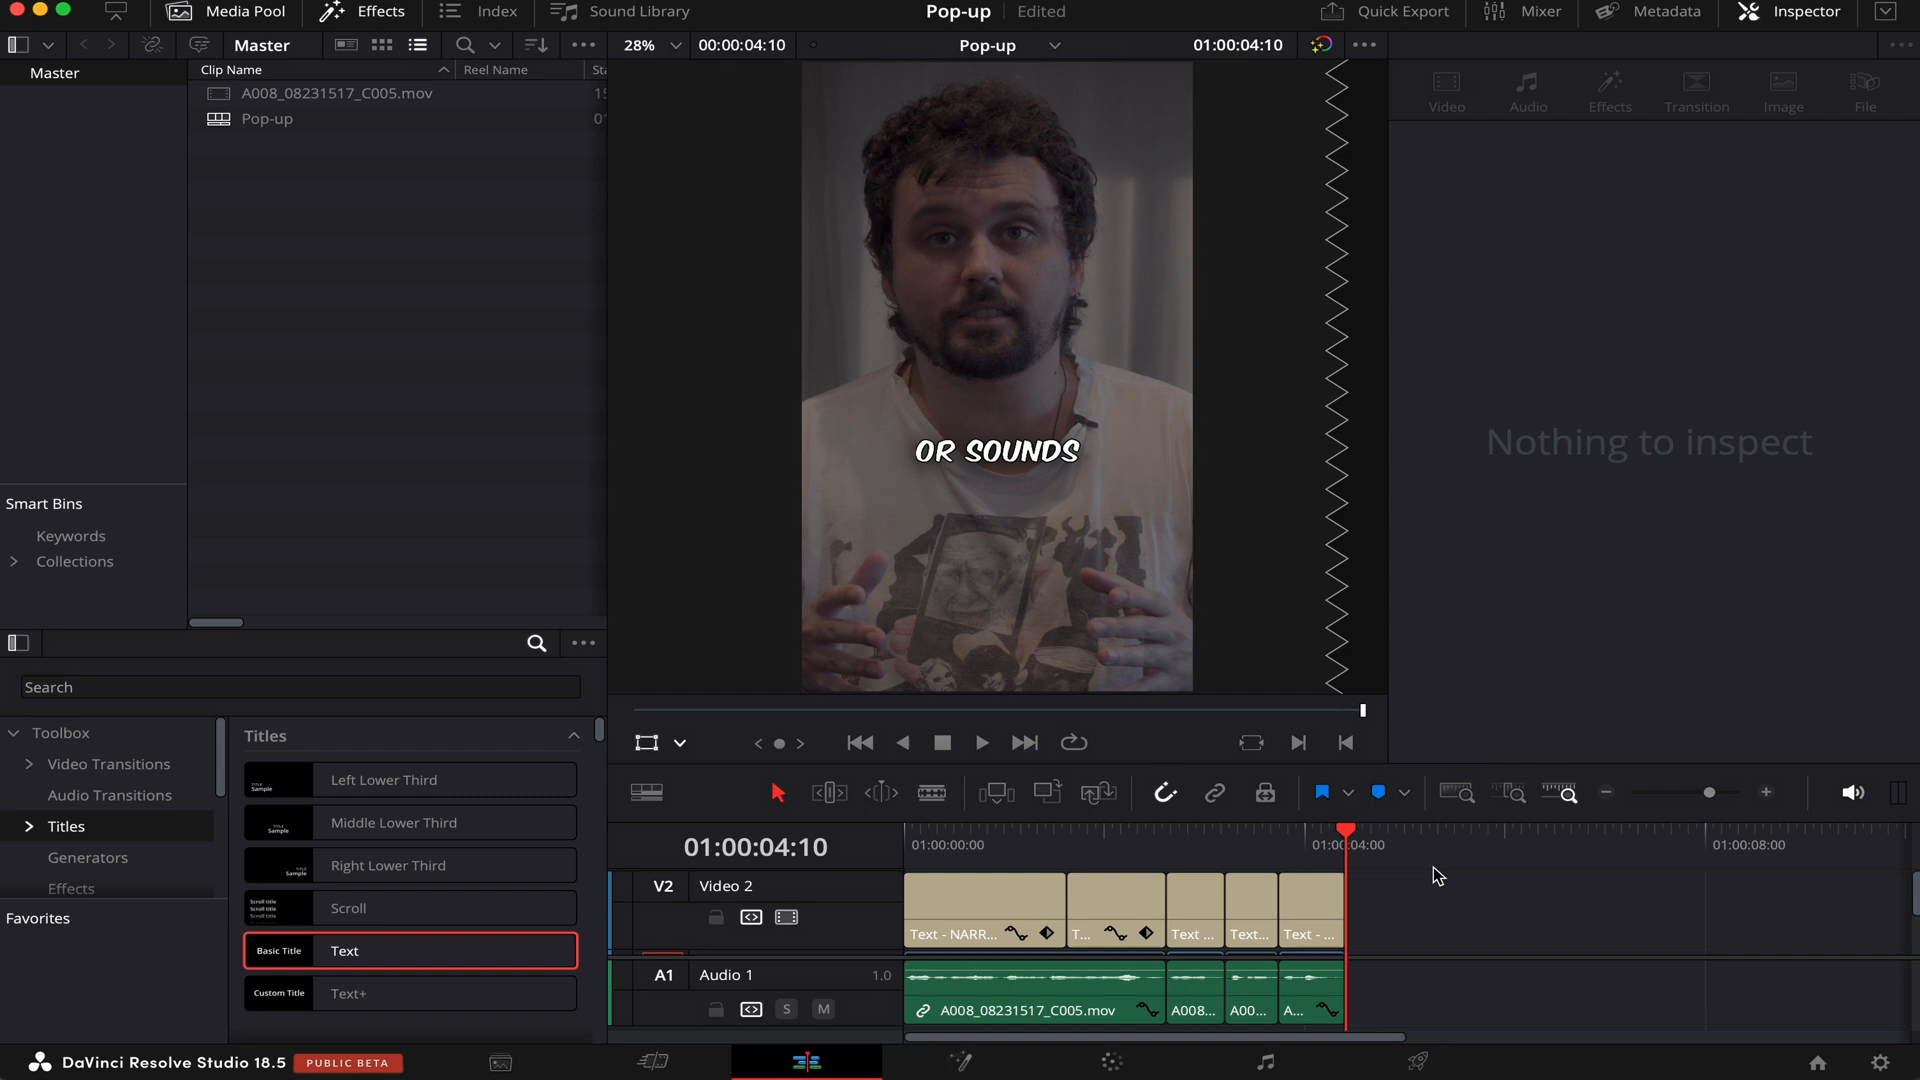 Media Pool
Effects
Index
Sound Library
Pop-up
Edited
Quick Export
Mixer
Metadata
Inspector
Master
28%
00:00:04:10
Pop-up
01:00:04:10
Master
Clip Name
Reel Name
A008_08231517_C005.mov
Pop-up
Video
Audio
Effects
Transition
Image
File
OR SOUNDS
Nothing to inspect
Smart Bins
Keywords
Collections
Search
Toolbox
Video Transitions
Audio Transitions
Titles
Generators
Effects
Favorites
Titles
Left Lower Third
Middle Lower Third
Right Lower Third
Scroll
Basic Title
Text
Custom Title
Text+
01:00:04:10
01:00:00:00
01:00:04:00
01:00:08:00
V2
Video 2
Text - NARR...
T...
Text ...
Text...
Text - ...
A1
Audio 1
1.0
S
M
A008_08231517_C005.mov
A008...
A00...
A...
DaVinci Resolve Studio 18.5
PUBLIC BETA